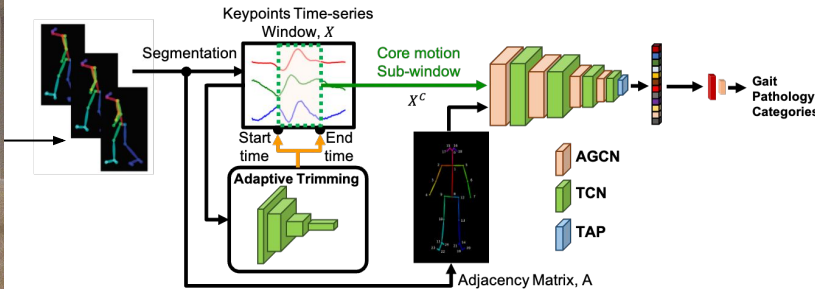 Keypoints Time-series
Window, X
Segmentation
Core motion
Sub-window
X^C
Start
time
End
time
Adaptive Trimming
Gait
Pathology
Categories
AGCN
TCN
TAP
Adjacency Matrix, A